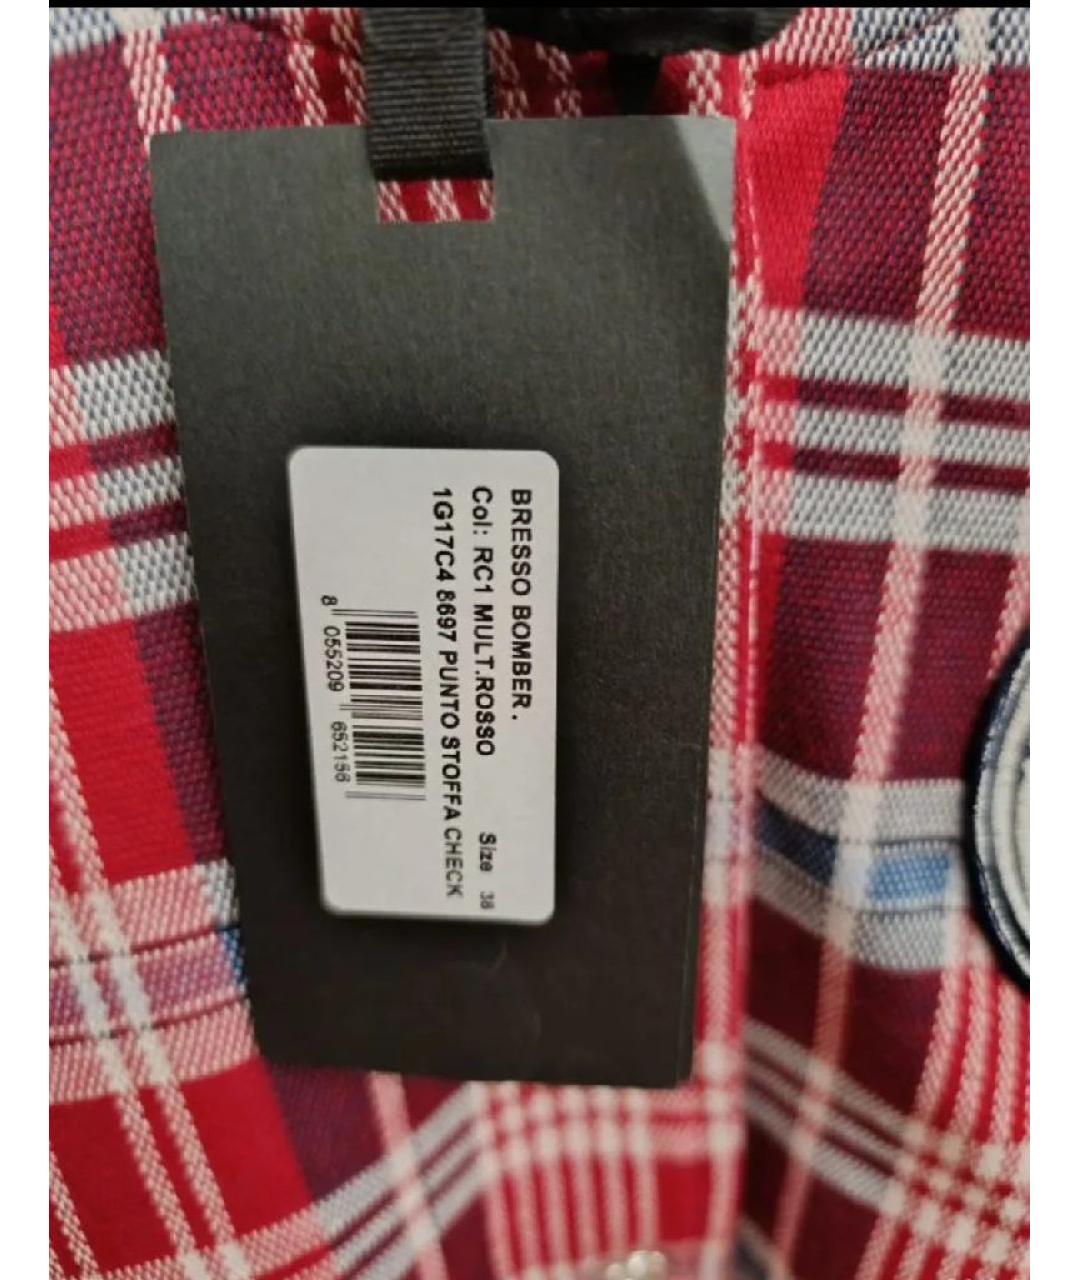 BRESSO BOMBER.
Col: RC1 MULT.ROSSO Size 38
1G17C4 8697 PUNTO STOFFA CHECK
8 055209 652156